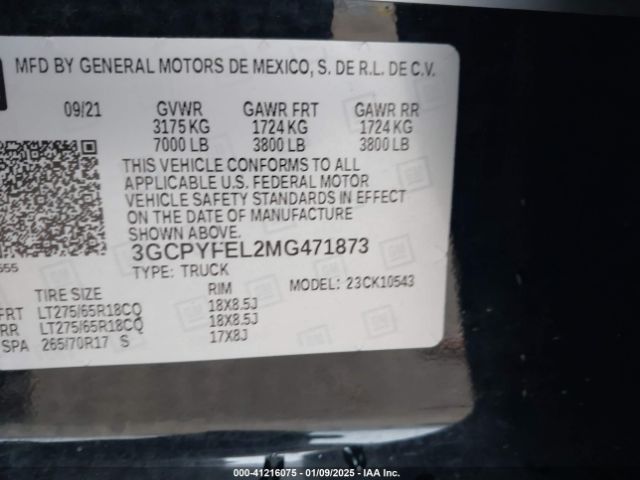 MFD BY GENERAL MOTORS DE MEXICO, S. DE R.L. DE C.V.
09/21 GVWR GAWR FRT GAWR RR
3175 KG 1724 KG 1724 KG
7000 LB 3800 LB 3800 LB
THIS VEHICLE CONFORMS TO ALL
APPLICABLE U.S. FEDERAL MOTOR
VEHICLE SAFETY STANDARDS IN EFFECT
ON THE DATE OF MANUFACTURE
3GCPYFEL2MG471873
TYPE: TRUCK
MODEL: 23CK10543
TIRE SIZE RIM
FRT LT275/65R18CQ 18X8.5J
RR LT275/65R18CQ 18X8.5J
SPA 265/70R17 S 17X8J
000-41216075 — 01/09/2025 — IAA Inc.